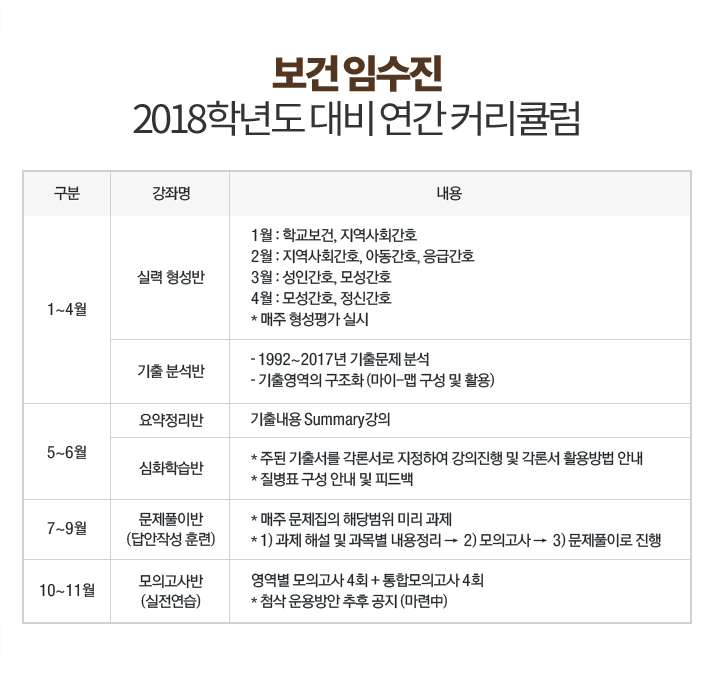 보건 임수진
2018학년도 대비 연간 커리큘럼
구분 강좌명 내용
1~4월
실력 형성반
1월 : 학교보건, 지역사회간호
2월 : 지역사회간호, 아동간호, 응급간호
3월 : 성인간호, 모성간호
4월 : 모성간호, 정신간호
* 매주 형성평가 실시
기출 분석반
- 1992~2017년 기출문제 분석
- 기출영역의 구조화 (마이-맵 구성 및 활용)
5~6월
요약정리반
기출내용 Summary강의
심화학습반
* 주된 기출서를 각론서로 지정하여 강의진행 및 각론서 활용방법 안내
* 질병표 구성 안내 및 피드백
7~9월
문제풀이반
(답안작성 훈련)
* 매주 문제집의 해당범위 미리 과제
* 1) 과제 해설 및 과목별 내용정리 → 2) 모의고사 → 3) 문제풀이로 진행
10~11월
모의고사반
(실전연습)
영역별 모의고사 4회 + 통합모의고사 4회
* 첨삭 운용방안 추후 공지 (마련中)